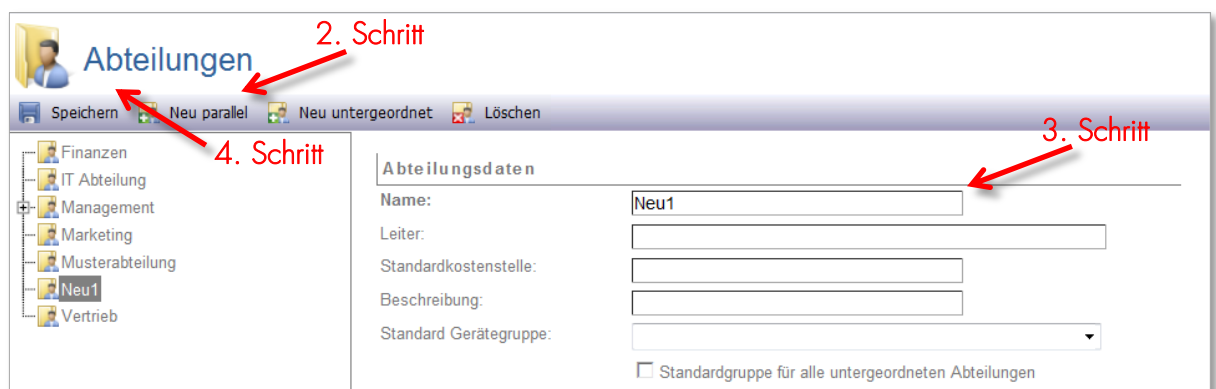 2. Schritt
Abteilungen
Speichern Neu parallel Neu untergeordnet Löschen
4. Schritt
3. Schritt
Finanzen
IT Abteilung
Management
Marketing
Musterabteilung
Neu1
Vertrieb
Abteilungsdaten
Name: Neu1
Leiter:
Standardkostenstelle:
Beschreibung:
Standard Gerätegruppe:
Standardgruppe für alle untergeordneten Abteilungen